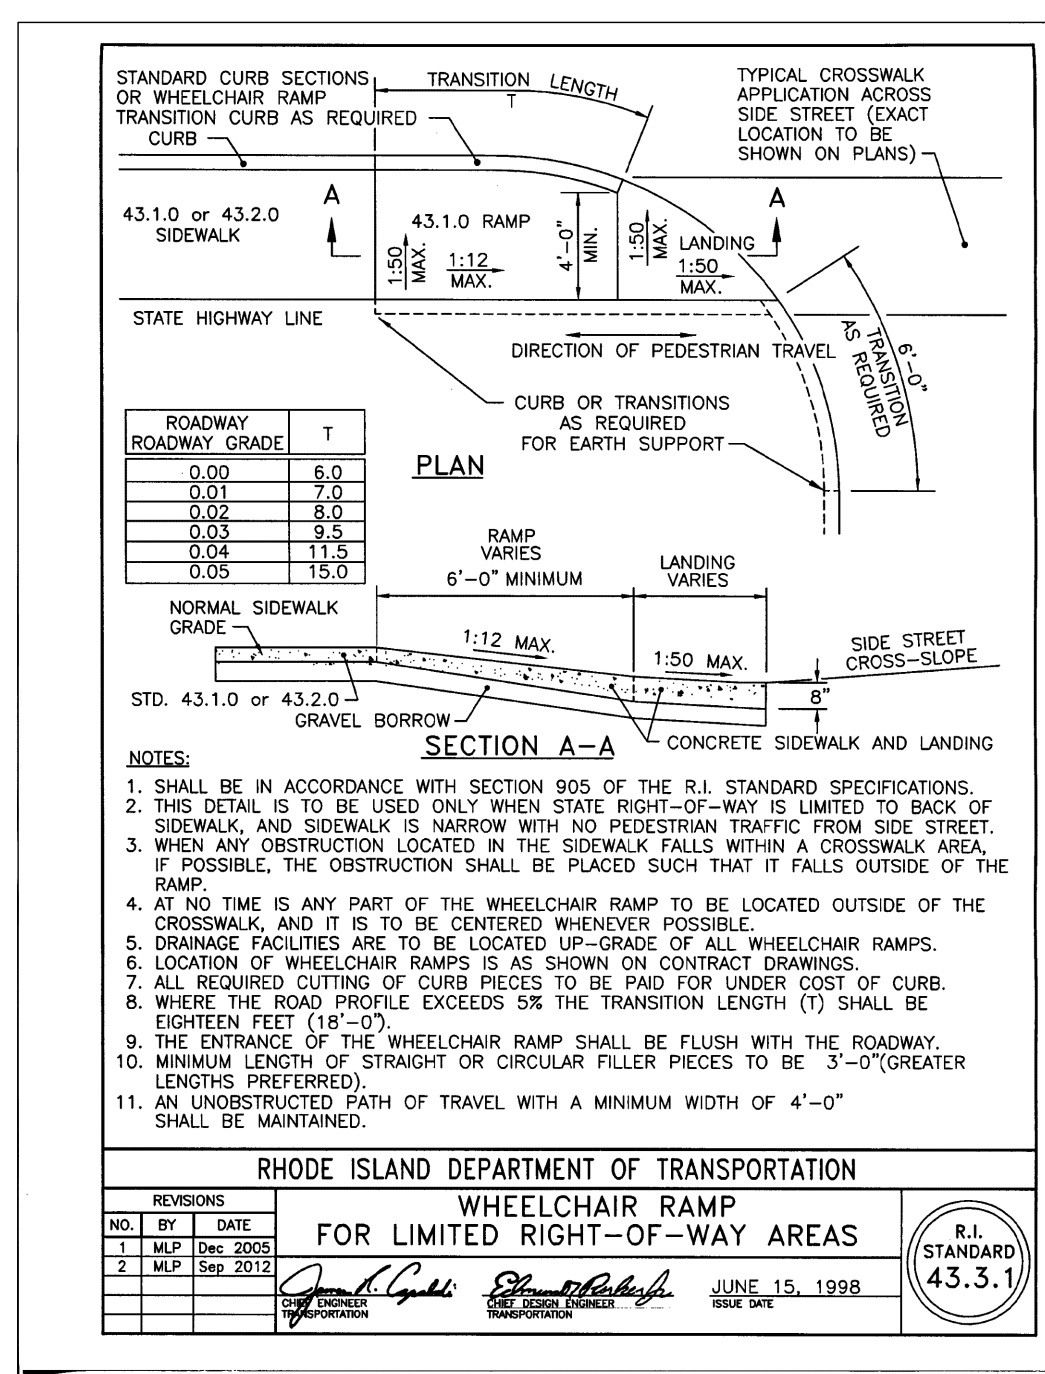 STANDARD CURB SECTIONS
OR WHEELCHAIR RAMP
TRANSITION CURB AS REQUIRED
CURB
TRANSITION LENGTH
T
TYPICAL CROSSWALK
APPLICATION ACROSS
SIDE STREET (EXACT
LOCATION TO BE
SHOWN ON PLANS)
A
A
43.1.0 or 43.2.0
SIDEWALK
43.1.0 RAMP
1:50
MAX.
1:12
MAX.
4'-0"
MIN.
1:50
MAX.
LANDING
1:50
MAX.
STATE HIGHWAY LINE
DIRECTION OF PEDESTRIAN TRAVEL
6'-0"
TRANSITION
AS REQUIRED
CURB OR TRANSITIONS
AS REQUIRED
FOR EARTH SUPPORT
PLAN
ROADWAY
ROADWAY GRADE T
0.00 6.0
0.01 7.0
0.02 8.0
0.03 9.5
0.04 11.5
0.05 15.0
RAMP
VARIES
6'-0" MINIMUM
LANDING
VARIES
NORMAL SIDEWALK
GRADE
1:12 MAX.
1:50 MAX.
SIDE STREET
CROSS-SLOPE
8"
STD. 43.1.0 or 43.2.0
GRAVEL BORROW
SECTION A-A
CONCRETE SIDEWALK AND LANDING
NOTES:
1. SHALL BE IN ACCORDANCE WITH SECTION 905 OF THE R.I. STANDARD SPECIFICATIONS.
2. THIS DETAIL IS TO BE USED ONLY WHEN STATE RIGHT-OF-WAY IS LIMITED TO BACK OF
SIDEWALK, AND SIDEWALK IS NARROW WITH NO PEDESTRIAN TRAFFIC FROM SIDE STREET.
3. WHEN ANY OBSTRUCTION LOCATED IN THE SIDEWALK FALLS WITHIN A CROSSWALK AREA,
IF POSSIBLE, THE OBSTRUCTION SHALL BE PLACED SUCH THAT IT FALLS OUTSIDE OF THE
RAMP.
4. AT NO TIME IS ANY PART OF THE WHEELCHAIR RAMP TO BE LOCATED OUTSIDE OF THE
CROSSWALK, AND IT IS TO BE CENTERED WHENEVER POSSIBLE.
5. DRAINAGE FACILITIES ARE TO BE LOCATED UP-GRADE OF ALL WHEELCHAIR RAMPS.
6. LOCATION OF WHEELCHAIR RAMPS IS AS SHOWN ON CONTRACT DRAWINGS.
7. ALL REQUIRED CUTTING OF CURB PIECES TO BE PAID FOR UNDER COST OF CURB.
8. WHERE THE ROAD PROFILE EXCEEDS 5% THE TRANSITION LENGTH (T) SHALL BE
EIGHTEEN FEET (18'-0").
9. THE ENTRANCE OF THE WHEELCHAIR RAMP SHALL BE FLUSH WITH THE ROADWAY.
10. MINIMUM LENGTH OF STRAIGHT OR CIRCULAR FILLER PIECES TO BE 3'-0"(GREATER
LENGTHS PREFERRED).
11. AN UNOBSTRUCTED PATH OF TRAVEL WITH A MINIMUM WIDTH OF 4'-0"
SHALL BE MAINTAINED.
RHODE ISLAND DEPARTMENT OF TRANSPORTATION
REVISIONS
NO. BY DATE
1 MLP Dec 2005
2 MLP Sep 2012
WHEELCHAIR RAMP
FOR LIMITED RIGHT-OF-WAY AREAS
CHIEF ENGINEER
TRANSPORTATION
CHIEF DESIGN ENGINEER
TRANSPORTATION
JUNE 15, 1998
ISSUE DATE
R.I.
STANDARD
43.3.1